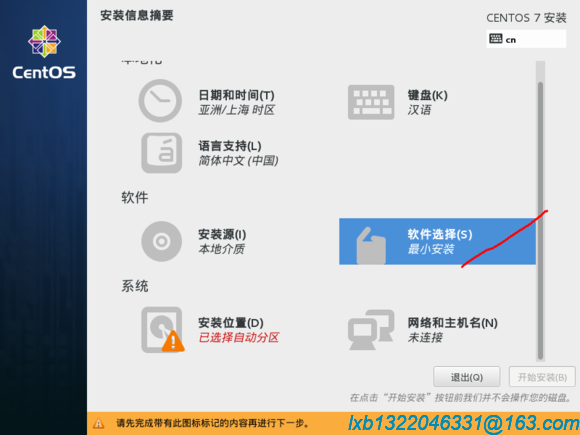 安装信息摘要
CENTOS 7 安装
cn
CentOS
本地化
日期和时间(T)
亚洲/上海 时区
键盘(K)
汉语
语言支持(L)
简体中文 (中国)
软件
安装源(I)
本地介质
软件选择(S)
最小安装
系统
安装位置(D)
已选择自动分区
网络和主机名(N)
未连接
退出(Q)
开始安装(B)
在点击“开始安装”按钮前我们并不会操作您的磁盘。
请先完成带有此图标标记的内容再进行下一步。
lxb1322046331@163.com